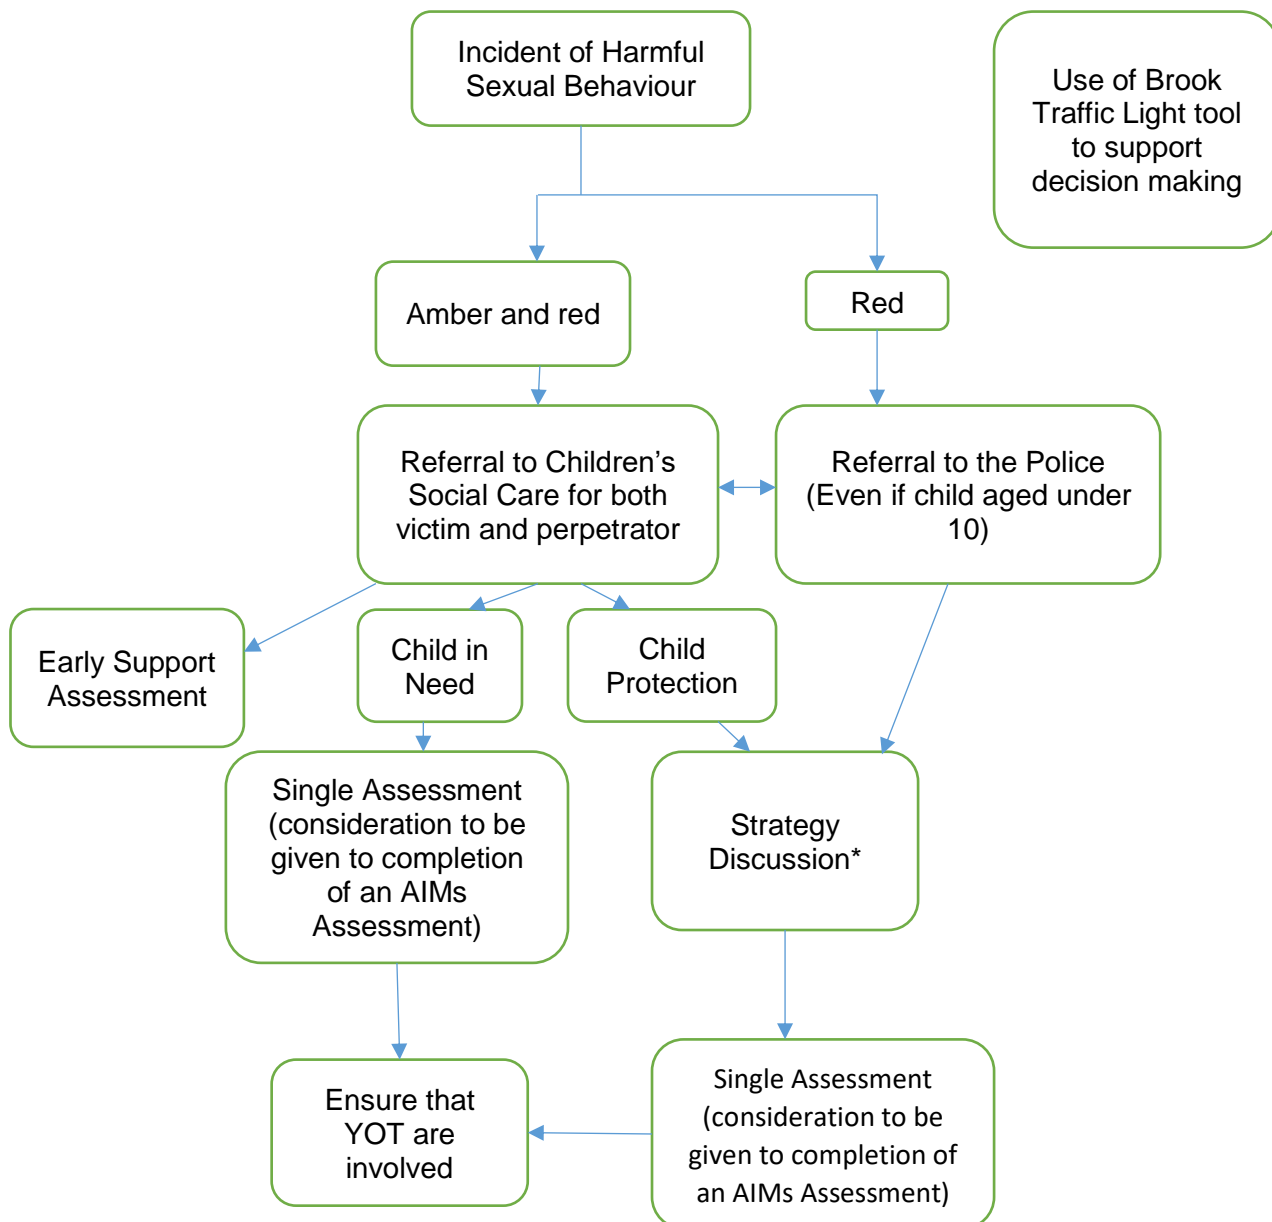 Incident of Harmful
Sexual Behaviour
Use of Brook
Traffic Light tool
to support
decision making
Amber and red
Red
Referral to Children’s
Social Care for both
victim and perpetrator
Referral to the Police
(Even if child aged under
10)
Early Support
Assessment
Child in
Need
Child
Protection
Single Assessment
(consideration to be
given to completion
of an AIMs
Assessment)
Strategy
Discussion*
Ensure that
YOT are
involved
Single Assessment
(consideration to be
given to completion of
an AIMs Assessment)